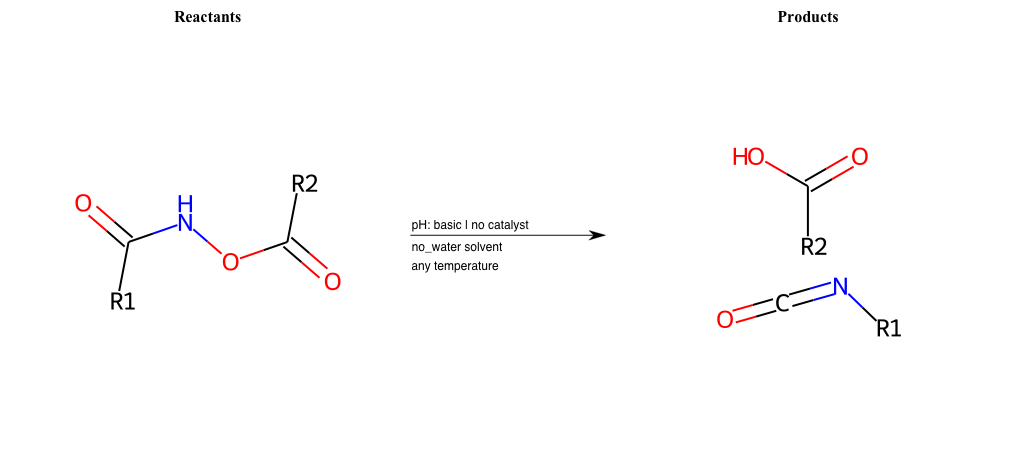 Reactants
Products
O
H
N
R2
O
O
R1
pH: basic | no catalyst
no_water solvent
any temperature
HO
O
R2
O
C
N
R1